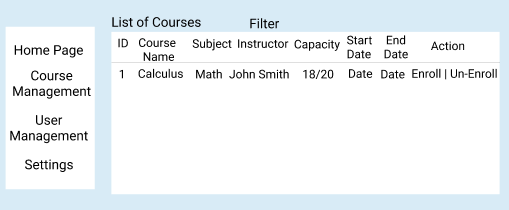 List of Courses
Filter
Home Page
Course
Management
User
Management
Settings
ID Course Name Subject Instructor Capacity Start Date End Date Action
1 Calculus Math John Smith 18/20 Date Date Enroll | Un-Enroll